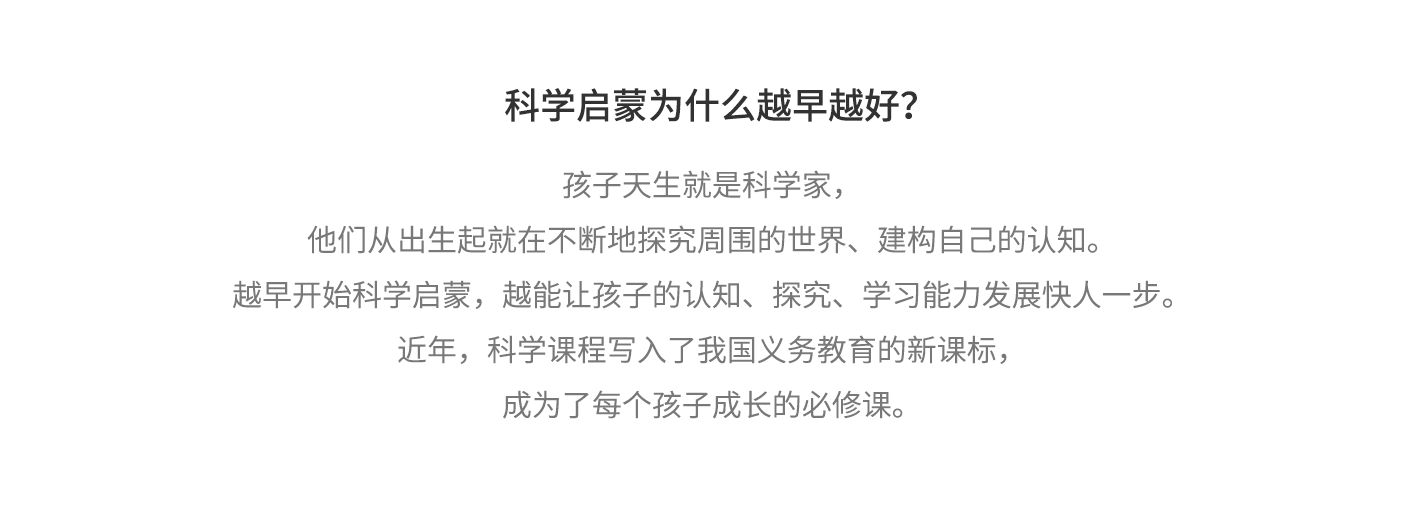 科学启蒙为什么越早越好？
孩子天生就是科学家，
他们从出生起就在不断地探究周围的世界、建构自己的认知。
越早开始科学启蒙，越能让孩子的认知、探究、学习能力发展快人一步。
近年，科学课程写入了我国义务教育的新课标，
成为了每个孩子成长的必修课。